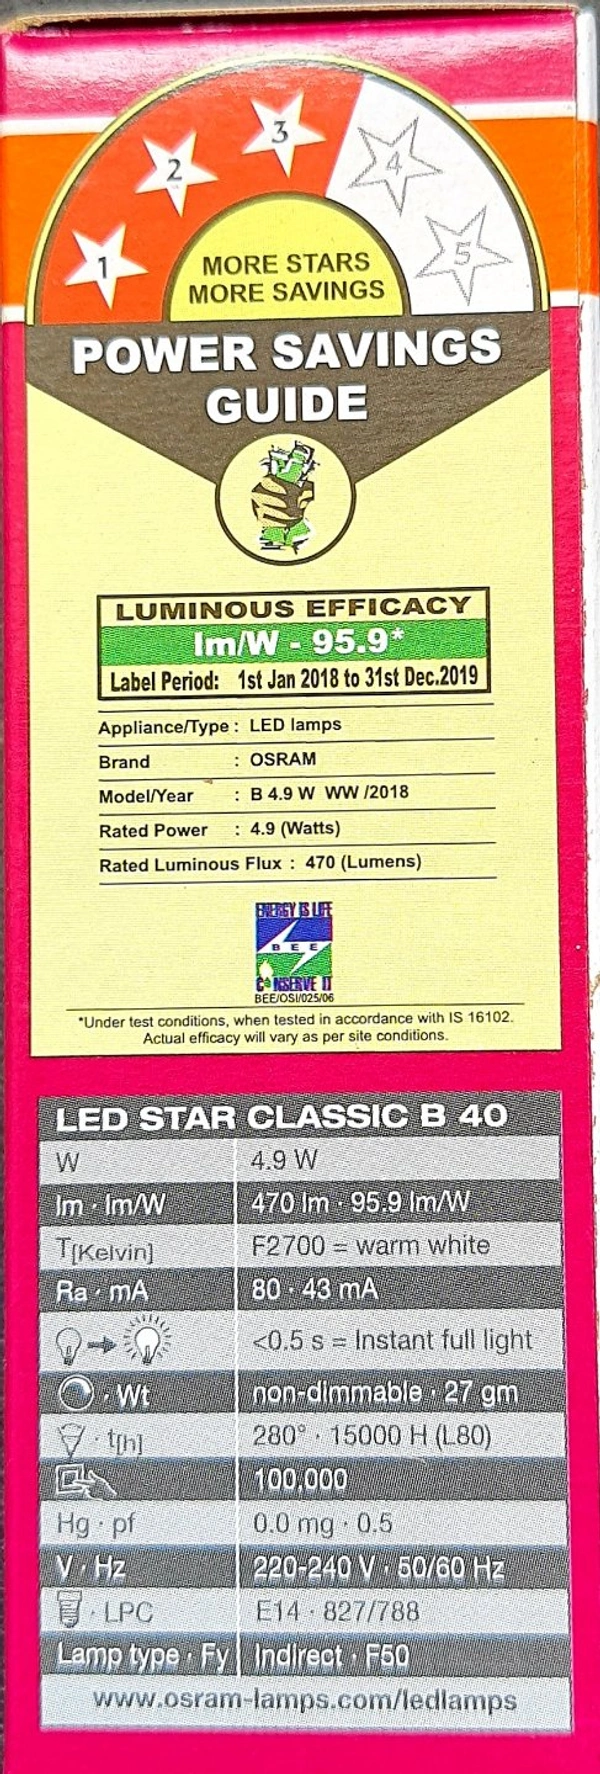 1
2
3
4
5
MORE STARS
MORE SAVINGS
POWER SAVINGS
GUIDE
LUMINOUS EFFICACY
lm/W - 95.9*
Label Period: 1st Jan 2018 to 31st Dec.2019
Appliance/Type : LED lamps
Brand : OSRAM
Model/Year : B 4.9 W WW /2018
Rated Power : 4.9 (Watts)
Rated Luminous Flux : 470 (Lumens)
ENERGY IS LIFE
BEE
CONSERVE IT
BEE/OSI/025/06
*Under test conditions, when tested in accordance with IS 16102.
Actual efficacy will vary as per site conditions.
LED STAR CLASSIC B 40
W 4.9 W
lm · lm/W 470 lm · 95.9 lm/W
T[Kelvin] F2700 = warm white
Ra · mA 80 · 43 mA
<0.5 s = Instant full light
· Wt non-dimmable · 27 gm
· t[h] 280° · 15000 H (L80)
100,000
Hg · pf 0.0 mg · 0.5
V · Hz 220-240 V · 50/60 Hz
· LPC E14 · 827/788
Lamp type · Fy Indirect · F50
www.osram-lamps.com/ledlamps